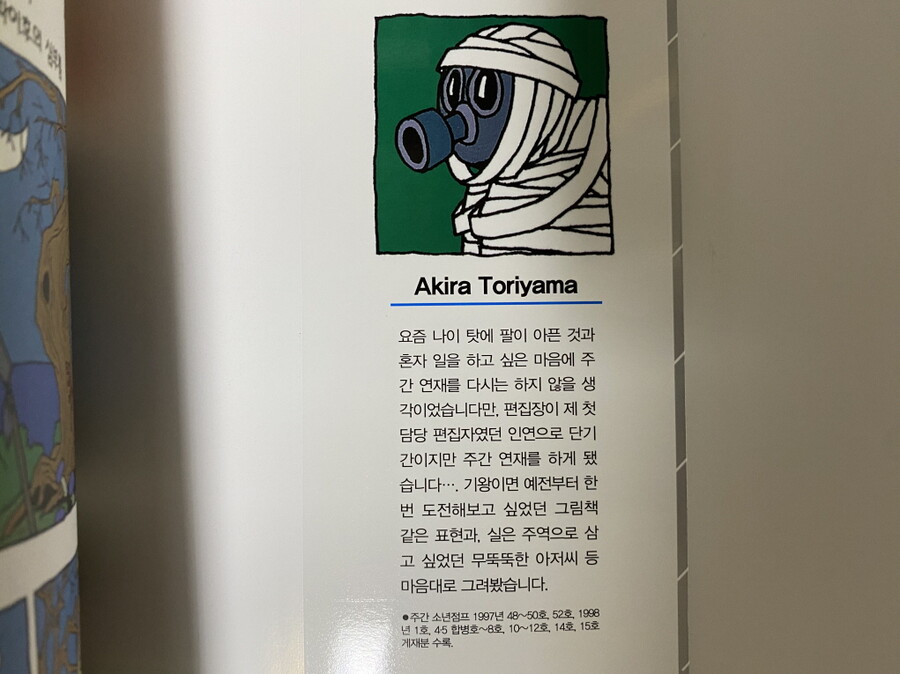 Akira Toriyama
요즘 나이 탓에 팔이 아픈 것과
혼자 일을 하고 싶은 마음에 주
간 연재를 다시는 하지 않을 생
각이었습니다만, 편집장이 제 첫
담당 편집자였던 인연으로 단기
간이지만 주간 연재를 하게 됐
습니다…. 기왕이면 예전부터 한
번 도전해보고 싶었던 그림책
같은 표현과, 실은 주역으로 삼
고 싶었던 무뚝뚝한 아저씨 등
마음대로 그려봤습니다.
●주간 소년점프 1997년 48~50호, 52호, 1998
년 1호, 4·5 합병호~8호, 10~12호, 14호, 15호
게재분 수록.